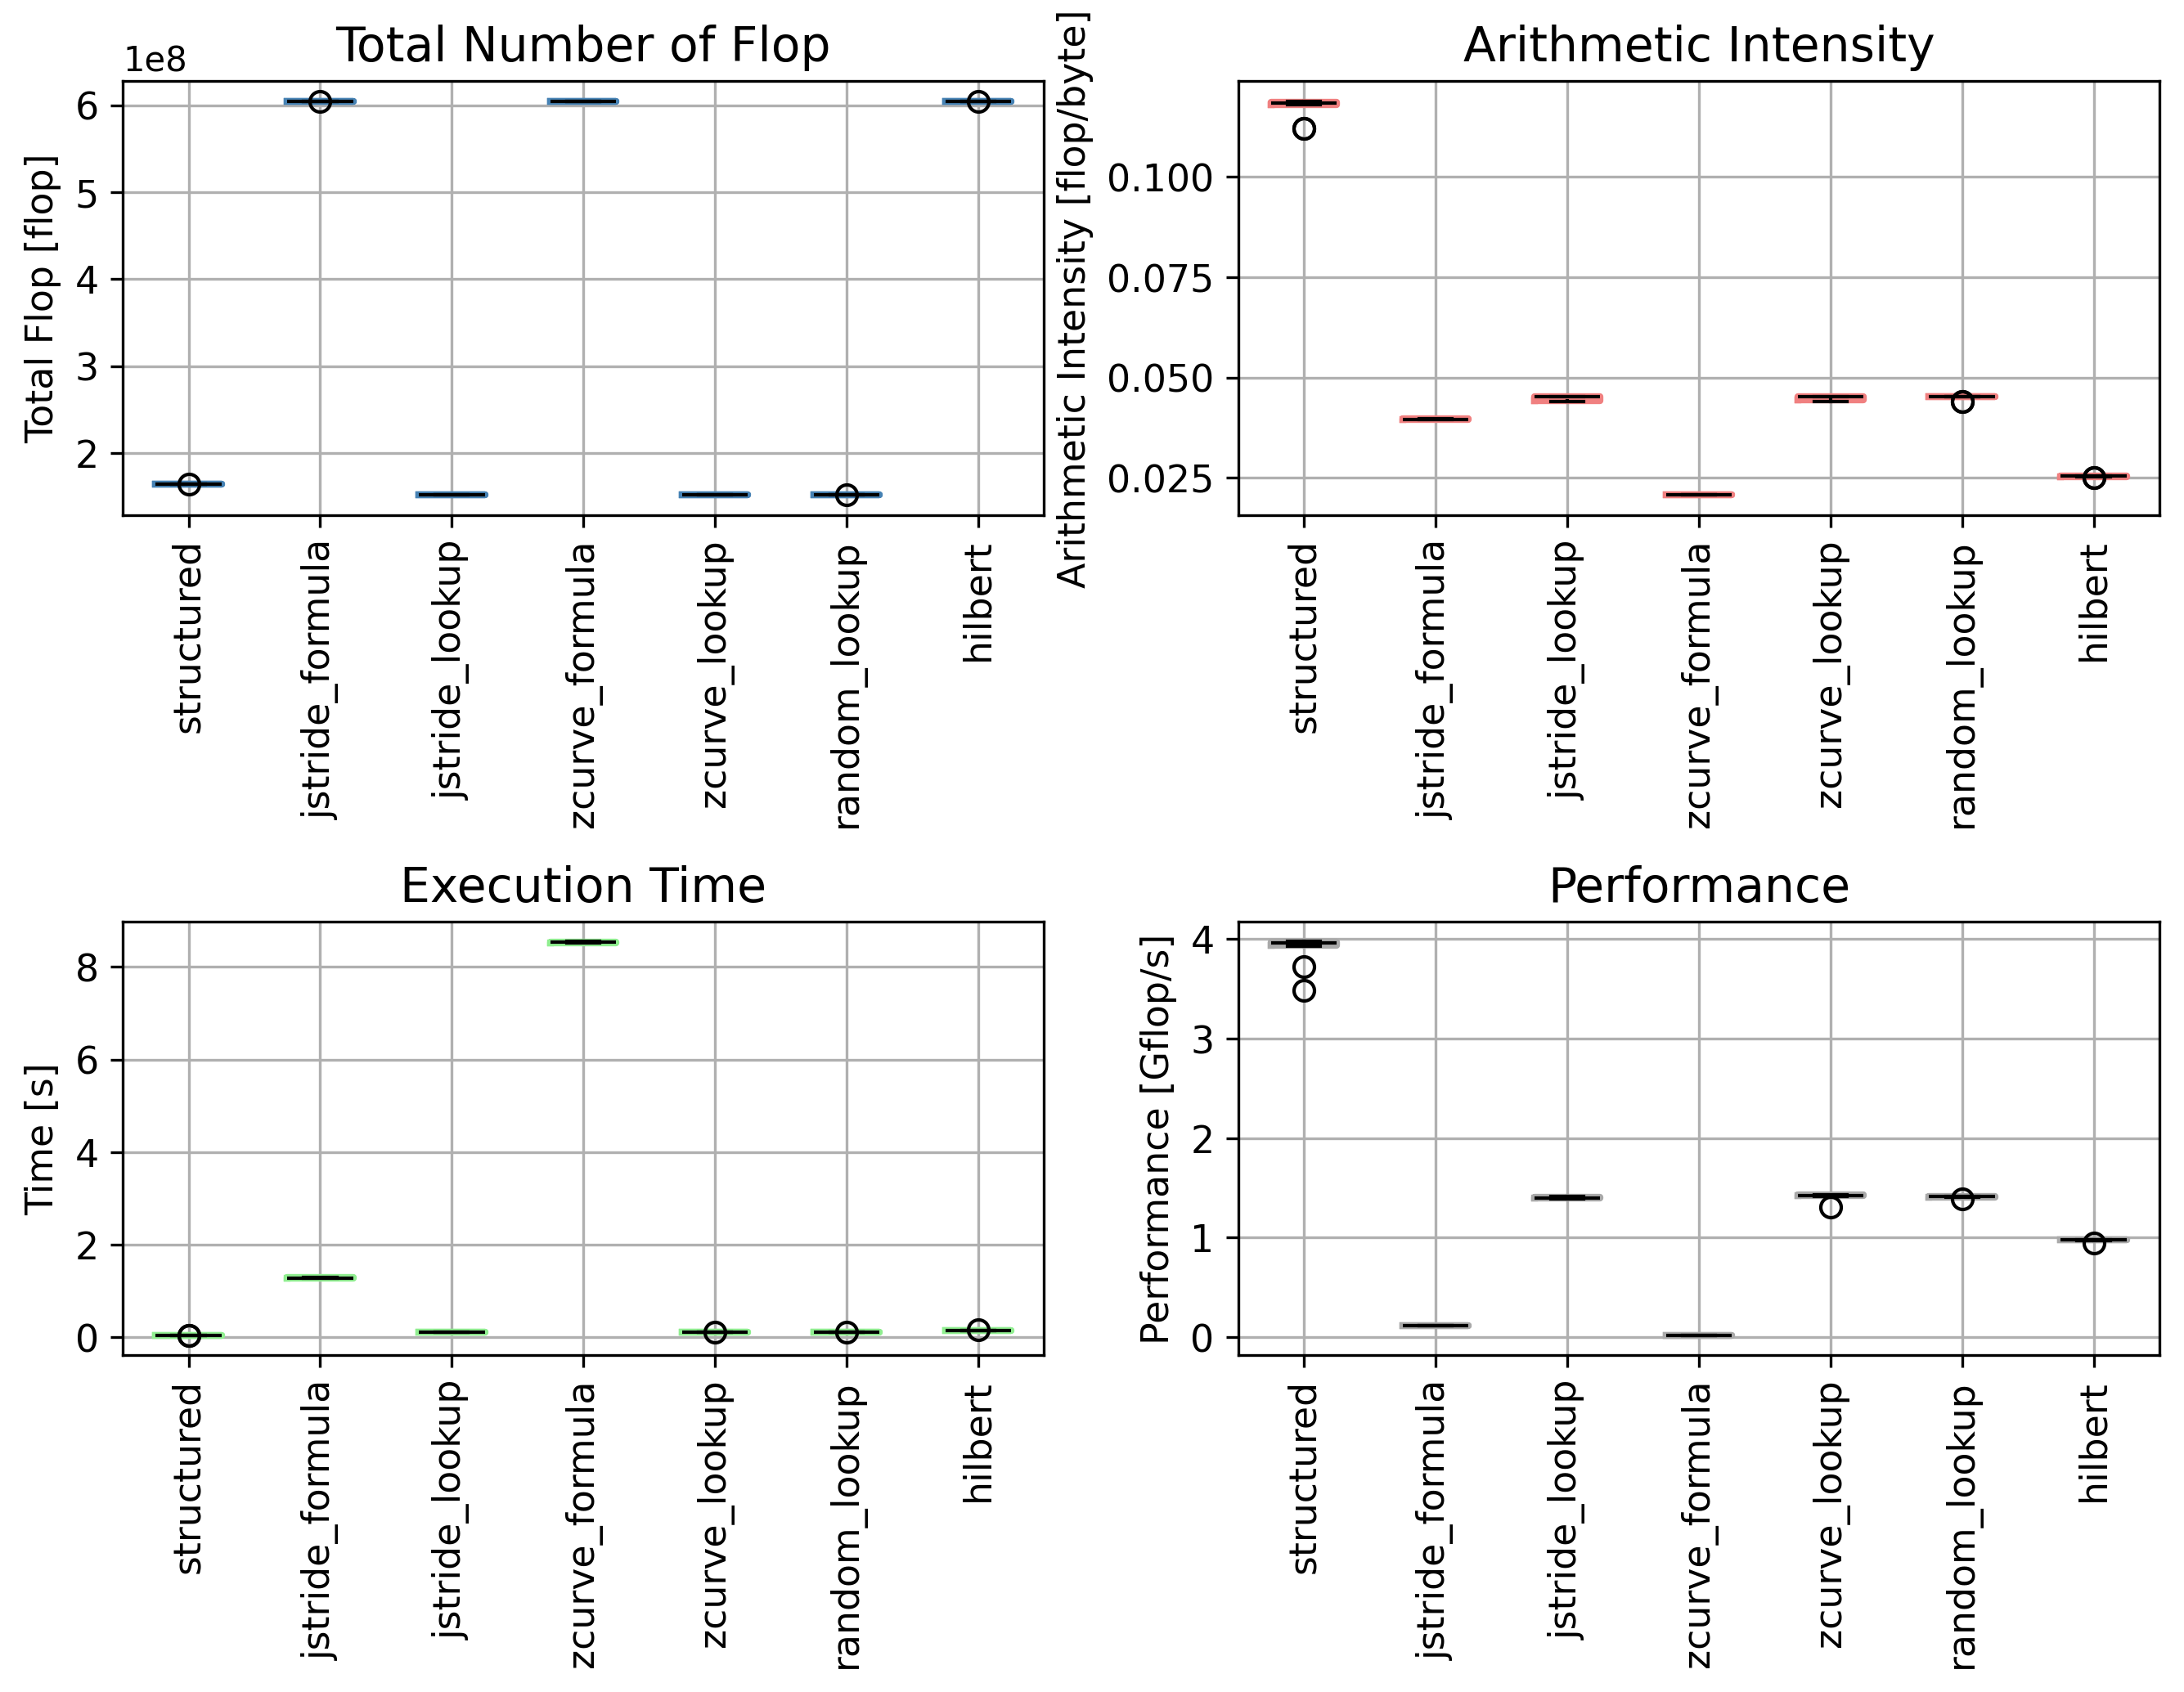 Total Number of Flop
1e8
Total Flop [flop]
6
5
4
3
2
structured
jstride_formula
jstride_lookup
zcurve_formula
zcurve_lookup
random_lookup
hilbert
Arithmetic Intensity
Arithmetic Intensity [flop/byte]
0.100
0.075
0.050
0.025
structured
jstride_formula
jstride_lookup
zcurve_formula
zcurve_lookup
random_lookup
hilbert
Execution Time
Time [s]
8
6
4
2
0
structured
jstride_formula
jstride_lookup
zcurve_formula
zcurve_lookup
random_lookup
hilbert
Performance
Performance [Gflop/s]
4
3
2
1
0
structured
jstride_formula
jstride_lookup
zcurve_formula
zcurve_lookup
random_lookup
hilbert